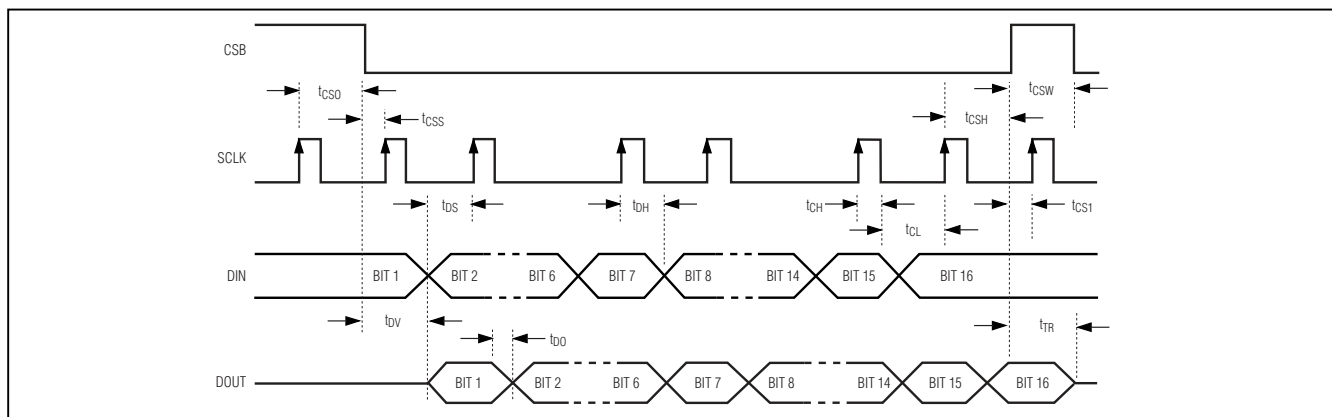 CSB
tCSO
tCSS
tCSH
tCSW
SCLK
tDS
tDH
tCH
tCL
tCS1
DIN
BIT 1
BIT 2
BIT 6
BIT 7
BIT 8
BIT 14
BIT 15
BIT 16
tDV
tDO
tTR
DOUT
BIT 1
BIT 2
BIT 6
BIT 7
BIT 8
BIT 14
BIT 15
BIT 16